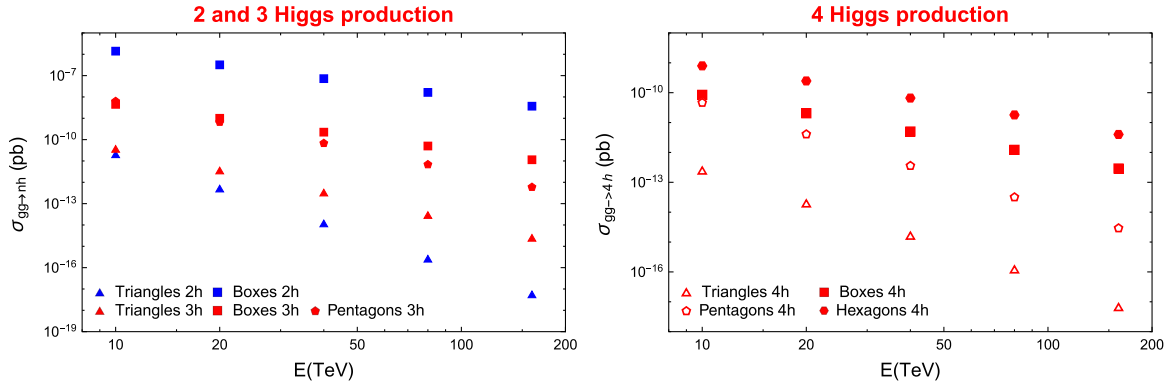 2 and 3 Higgs production
σgg→nh (pb)
10⁻⁷
10⁻¹⁰
10⁻¹³
10⁻¹⁶
10⁻¹⁹
Triangles 2h Boxes 2h
Triangles 3h Boxes 3h Pentagons 3h
10 20 50 100 200
E(TeV)
4 Higgs production
σgg->4h (pb)
10⁻¹⁰
10⁻¹³
10⁻¹⁶
Triangles 4h Boxes 4h
Pentagons 4h Hexagons 4h
10 20 50 100 200
E(TeV)